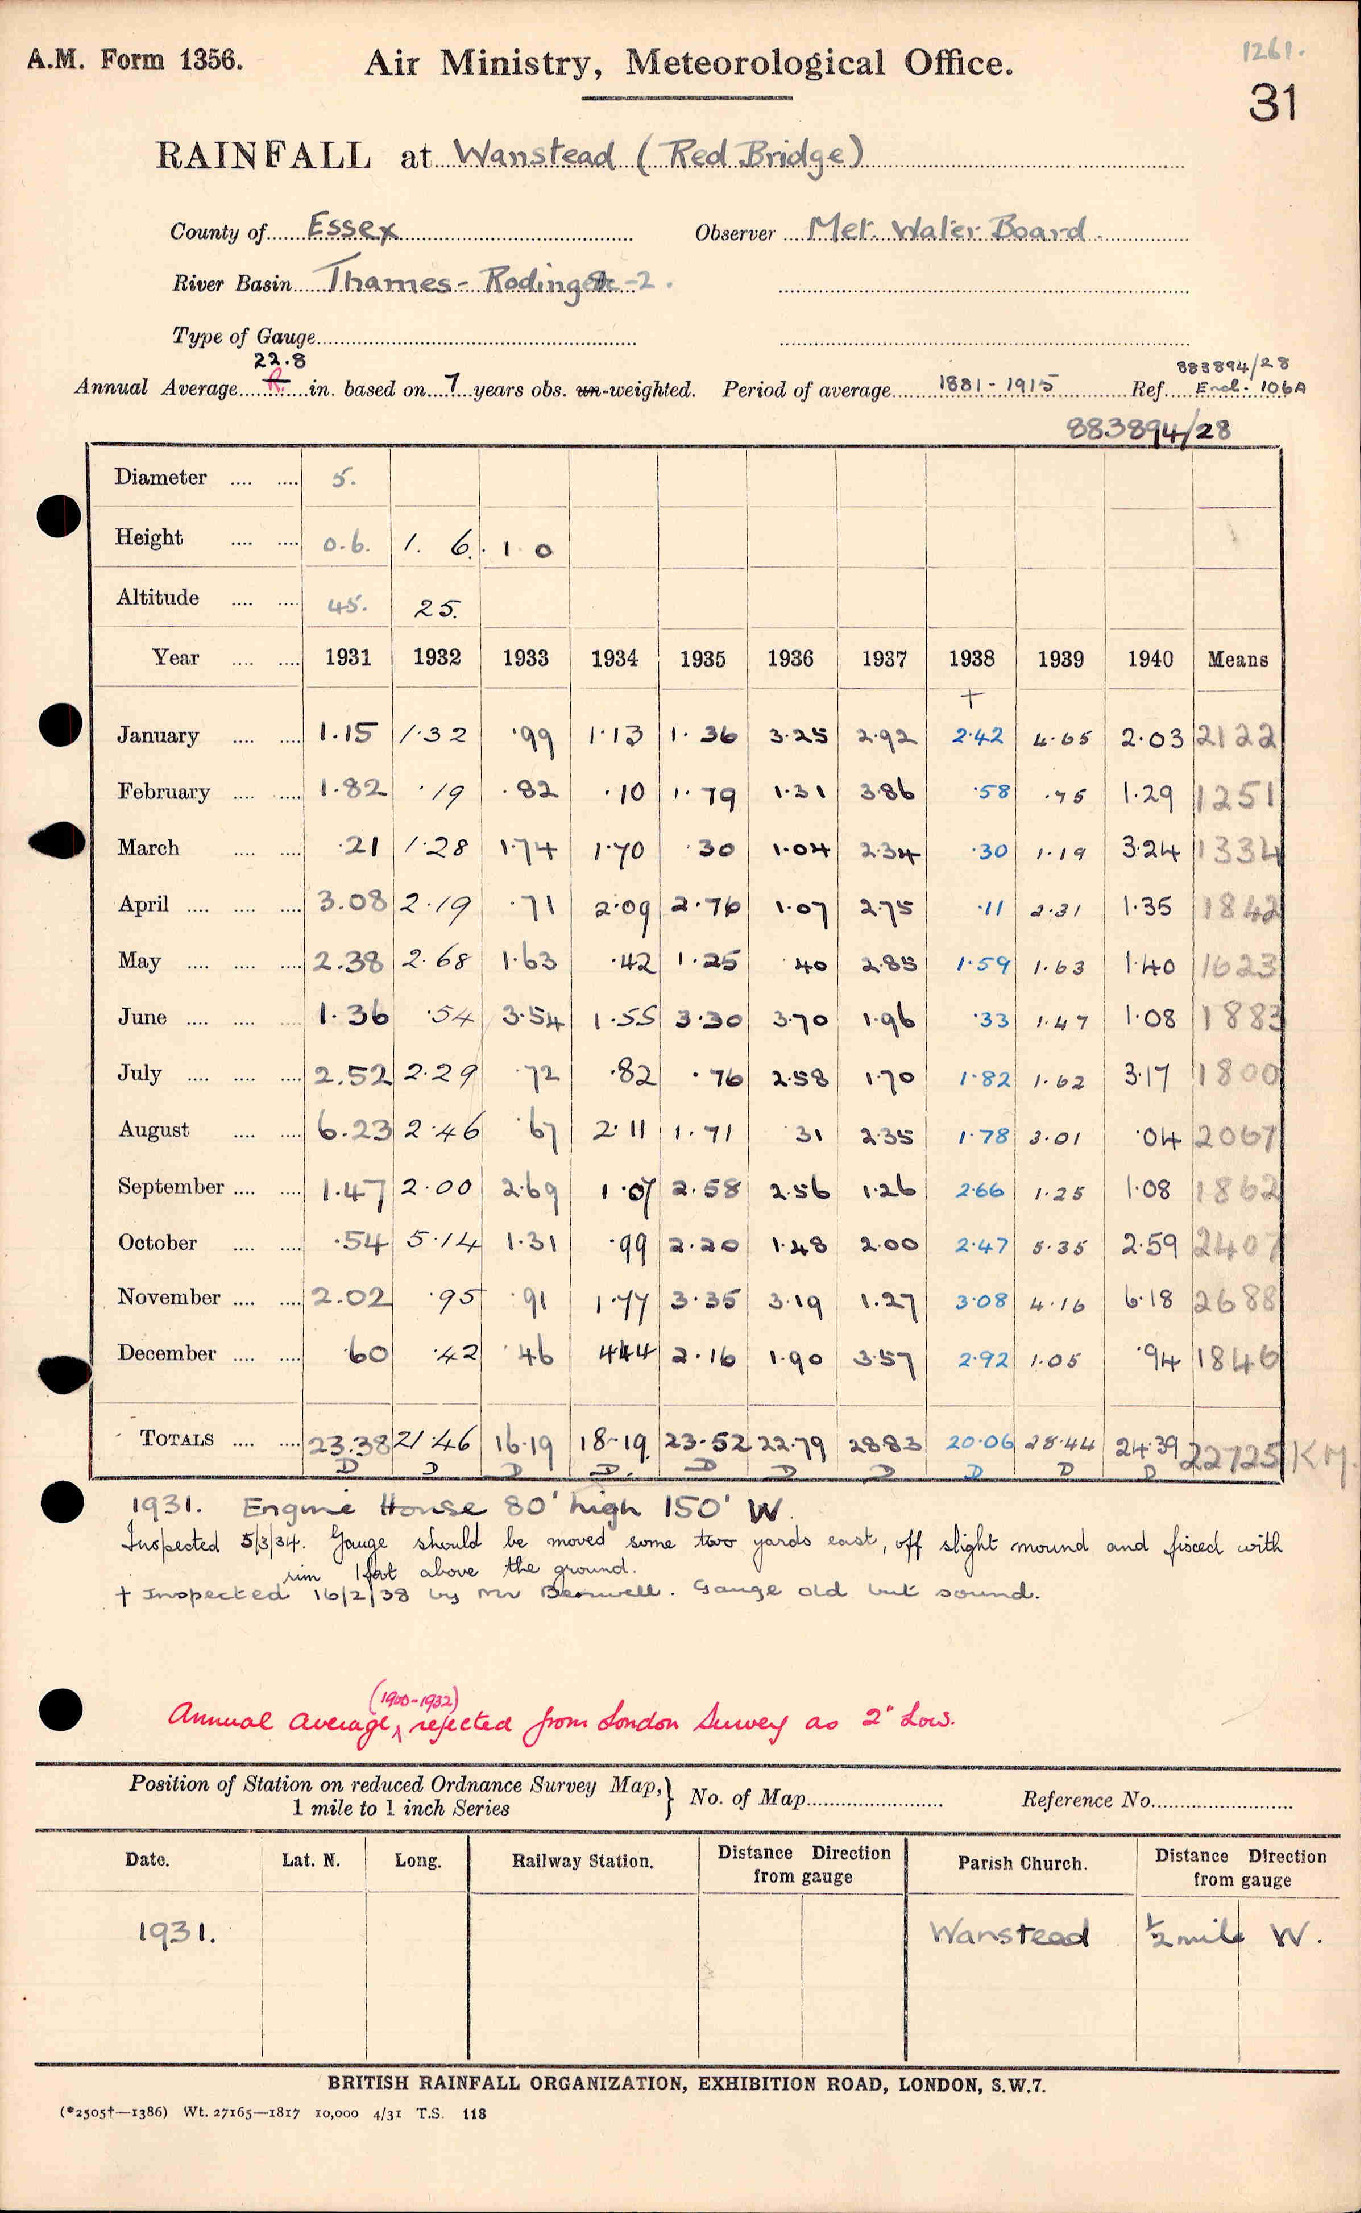 1261.
A.M. Form 1356. Air Ministry, Meteorological Office.
31
RAINFALL at Wanstead (Red Bridge)
County of Essex Observer Met. Water Board.
River Basin Thames - Roding -2.
Type of Gauge
22.8 883894/28
Annual Average R. in. based on 7 years obs. un-weighted. Period of average 1881-1915 Ref. Encl. 106A
883894/28
Diameter .... .... 5.
Height .... .... 0.6. 1. 6. 1 0
Altitude .... .... 45. 25.
Year .... .... 1931 1932 1933 1934 1935 1936 1937 1938 1939 1940 Means
†
January .... .... 1.15 1.32 .99 1.13 1.36 3.25 2.92 2.42 4.65 2.03 2122
February .... .... 1.82 .19 .82 .10 1.79 1.31 3.86 .58 .75 1.29 1251
March .... .... .21 1.28 1.74 1.70 .30 1.04 2.34 .30 1.19 3.24 1334
April .... .... .... 3.08 2.19 .71 2.09 2.76 1.07 2.75 .11 2.31 1.35 1842
May .... .... .... 2.38 2.68 1.63 .42 1.25 .40 2.85 1.59 1.63 1.40 1623
June .... .... .... 1.36 .54 3.54 1.55 3.30 3.70 1.96 .33 1.47 1.08 1883
July .... .... .... 2.52 2.29 .72 .82 .76 2.58 1.70 1.82 1.62 3.17 1800
August .... .... 6.23 2.46 .67 2.11 1.71 .31 2.35 1.78 3.01 .04 2067
September .... .... 1.47 2.00 2.69 1.07 2.58 2.56 1.26 2.66 1.25 1.08 1862
October .... .... .54 5.14 1.31 .99 2.20 1.48 2.00 2.47 5.35 2.59 2407
November .... .... 2.02 .95 .91 1.77 3.35 3.19 1.27 3.08 4.16 6.18 2688
December .... .... .60 .42 .46 4.44 2.16 1.90 3.57 2.92 1.05 .94 1846
TOTALS .... .... 23.38 21.46 16.19 18.19 23.52 22.79 28.83 20.06 28.44 24.39 22725 KM.
D D D D. D D D D D D
1931. Engine House 80' high 150' W.
Inspected 5/3/34. Gauge should be moved some two yards east, off slight mound and fixed with
rim 1 foot above the ground.
† Inspected 16/2/38 by Mr Benwell. Gauge old but sound.
(1900-1932)
Annual average ^ rejected from London Survey as 2" Low.
Position of Station on reduced Ordnance Survey Map, } No. of Map Reference No.
1 mile to 1 inch Series
Date. Lat. N. Long. Railway Station. Distance Direction from gauge Parish Church. Distance Direction from gauge
1931. Wanstead ½ mile W.
BRITISH RAINFALL ORGANIZATION, EXHIBITION ROAD, LONDON, S.W.7.
(*2505†—1386) Wt. 27165—1817 10,000 4/31 T.S. 118